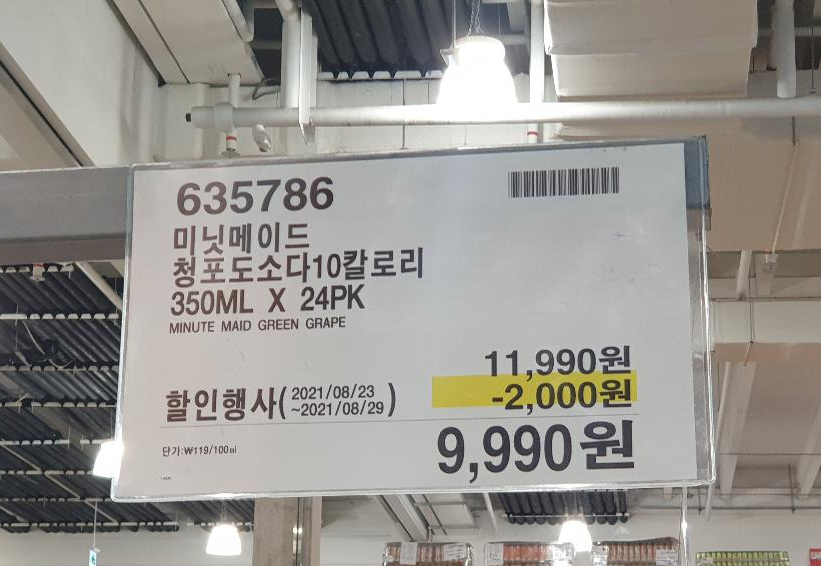 635786
미닛메이드
청포도소다10칼로리
350ML X 24PK
MINUTE MAID GREEN GRAPE
11,990원
할인행사( 2021/08/23
~2021/08/29 )
-2,000원
9,990원
단가:₩119/100㎖